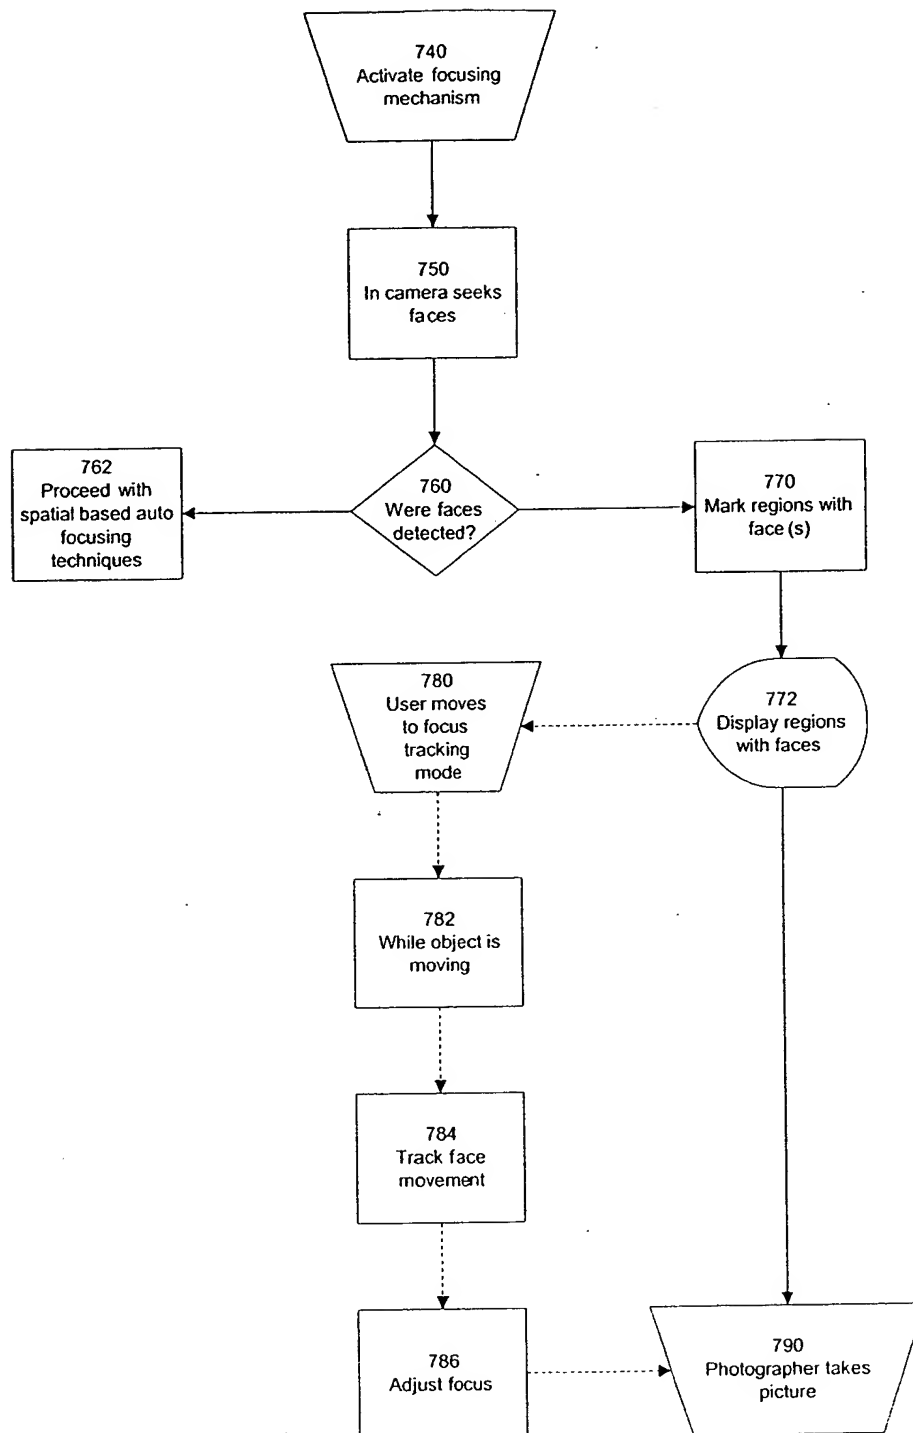 740
Activate focusing
mechanism
750
In camera seeks
faces
762
Proceed with
spatial based auto
focusing
techniques
760
Were faces
detected?
770
Mark regions with
face (s)
780
User moves
to focus
tracking
mode
772
Display regions
with faces
782
While object is
moving
784
Track face
movement
786
Adjust focus
790
Photographer takes
picture